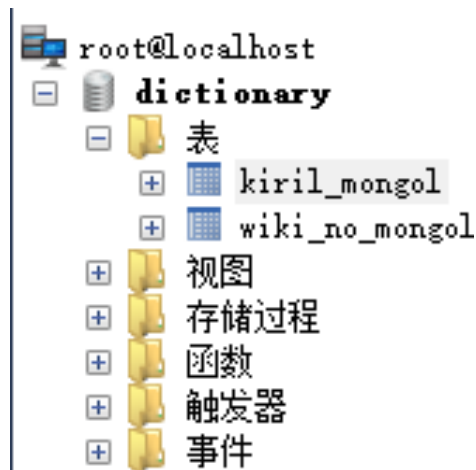 root@localhost
dictionary
表
kiril_mongol
wiki_no_mongol
视图
存储过程
函数
触发器
事件